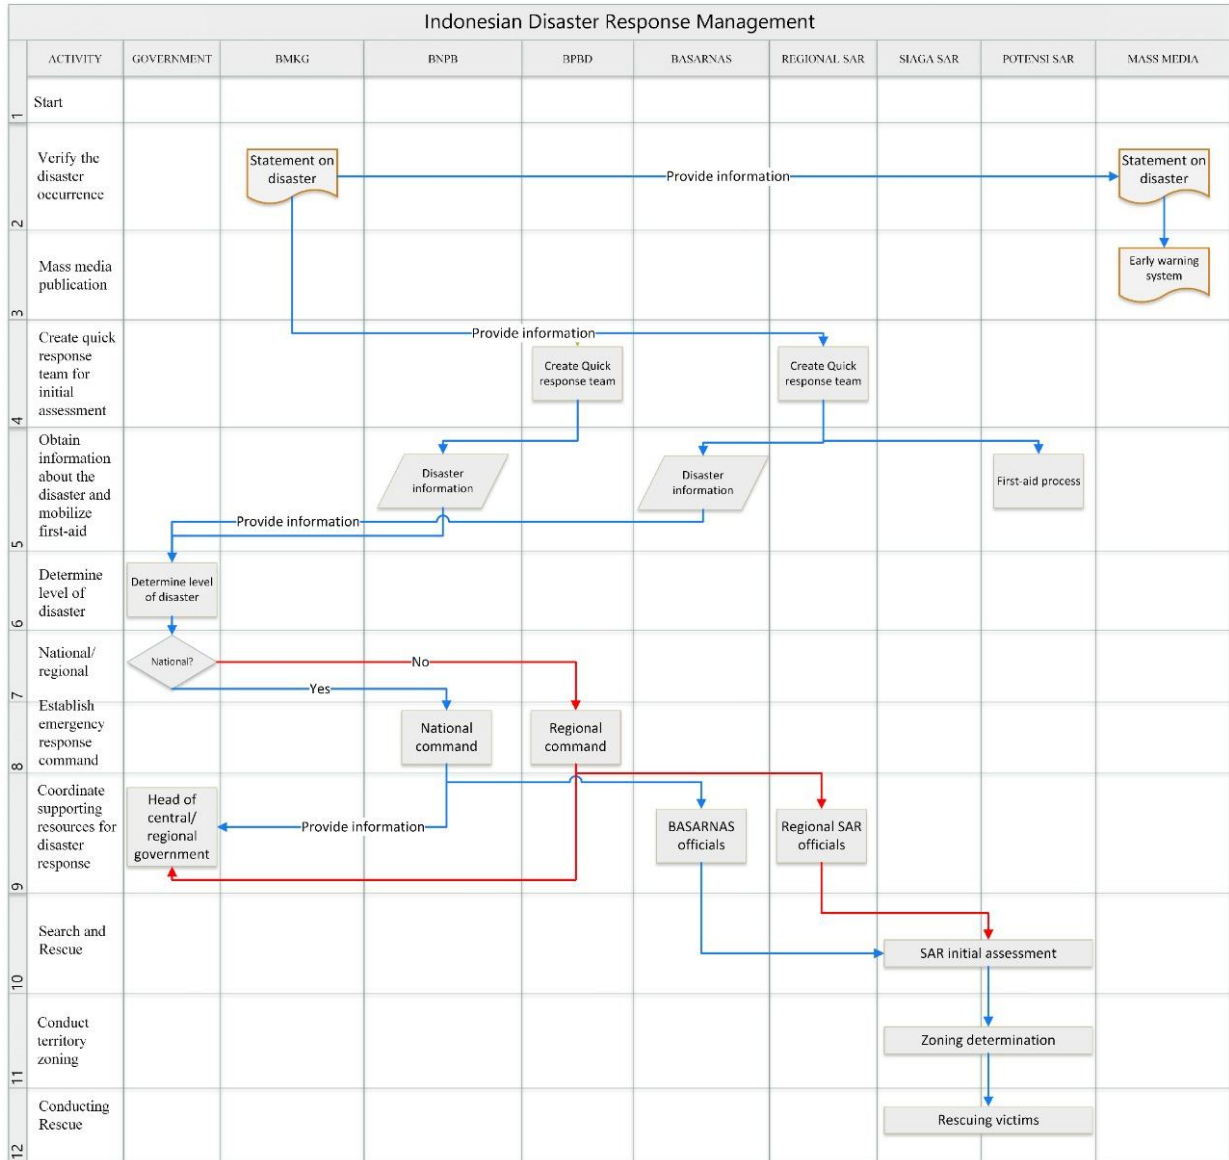 Indonesian Disaster Response Management
ACTIVITY
GOVERNMENT
BMKG
BNPB
BPBD
BASARNAS
REGIONAL SAR
SIAGA SAR
POTENSI SAR
MASS MEDIA
1
Start
2
Verify the
disaster
occurrence
Statement on
disaster
Provide information
Statement on
disaster
3
Mass media
publication
Early warning
system
4
Create quick
response
team for
initial
assessment
Provide information
Create Quick
response team
Create Quick
response team
5
Obtain
information
about the
disaster and
mobilize
first-aid
Disaster
information
Disaster
information
First-aid process
Provide information
6
Determine
level of
disaster
Determine level
of disaster
7
National/
regional
National?
No
Yes
8
Establish
emergency
response
command
National
command
Regional
command
9
Coordinate
supporting
resources for
disaster
response
Head of
central/
regional
government
Provide information
BASARNAS
officials
Regional SAR
officials
10
Search and
Rescue
SAR initial assessment
11
Conduct
territory
zoning
Zoning determination
12
Conducting
Rescue
Rescuing victims